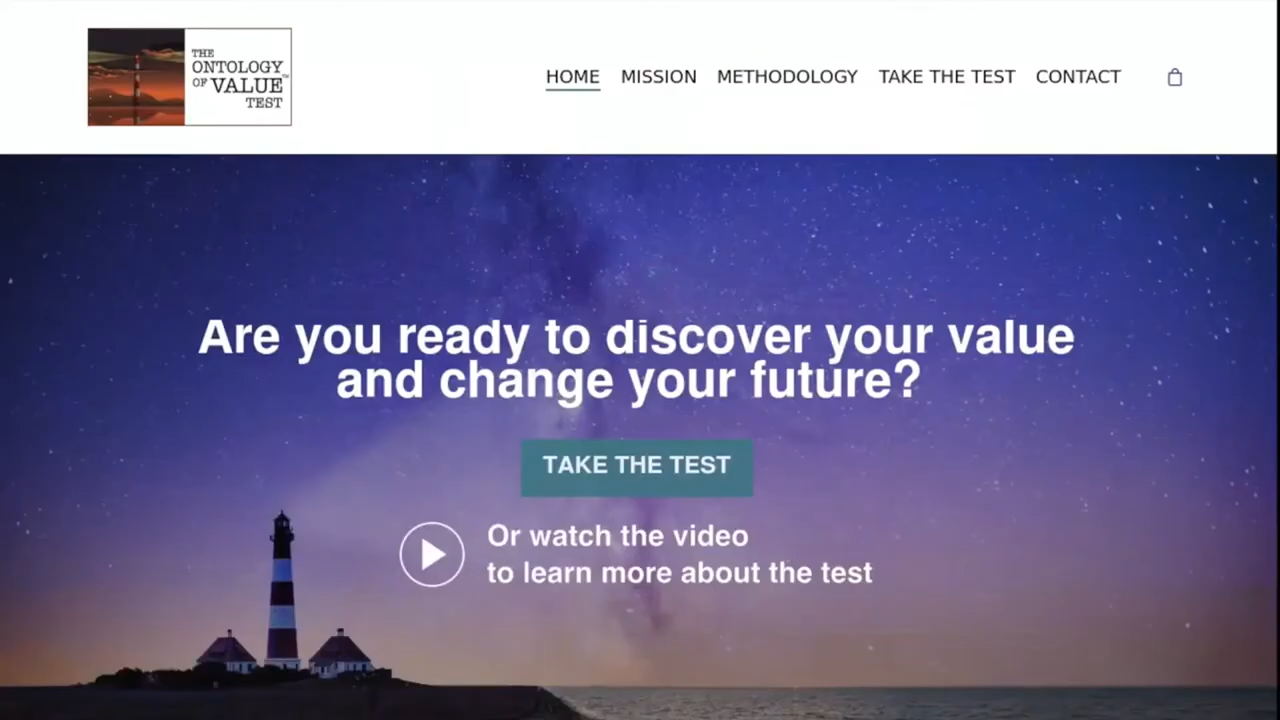 THE
ONTOLOGY
OF VALUE™
TEST
HOME MISSION METHODOLOGY TAKE THE TEST CONTACT
Are you ready to discover your value
and change your future?
TAKE THE TEST
Or watch the video
to learn more about the test